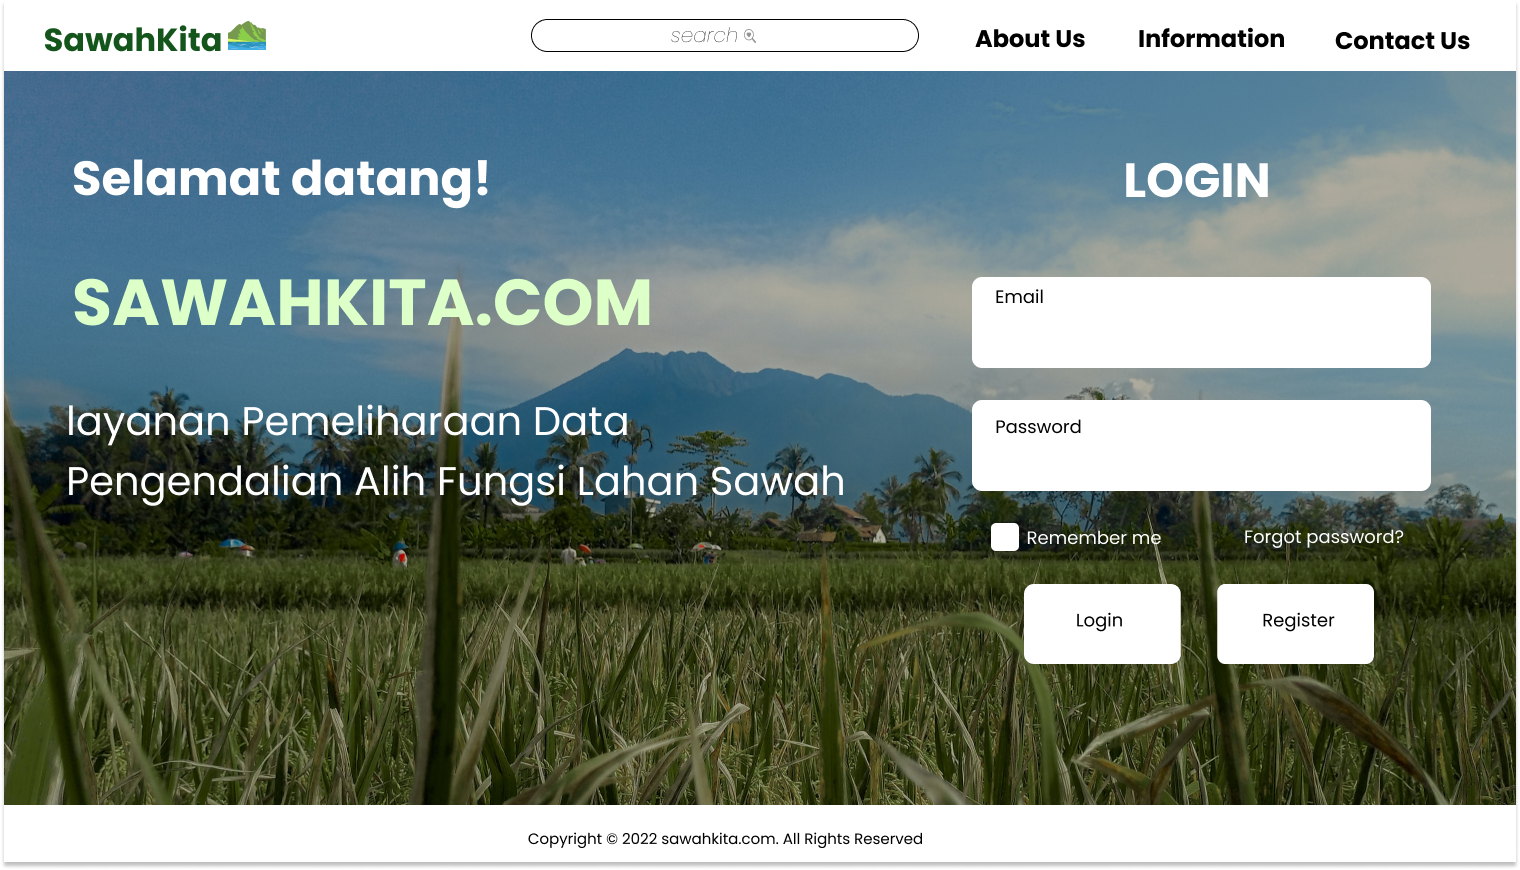 SawahKita
search
About Us
Information
Contact Us
Selamat datang!
SAWAHKITA.COM
layanan Pemeliharaan Data
Pengendalian Alih Fungsi Lahan Sawah
LOGIN
Email
Password
Remember me
Forgot password?
Login
Register
Copyright © 2022 sawahkita.com. All Rights Reserved